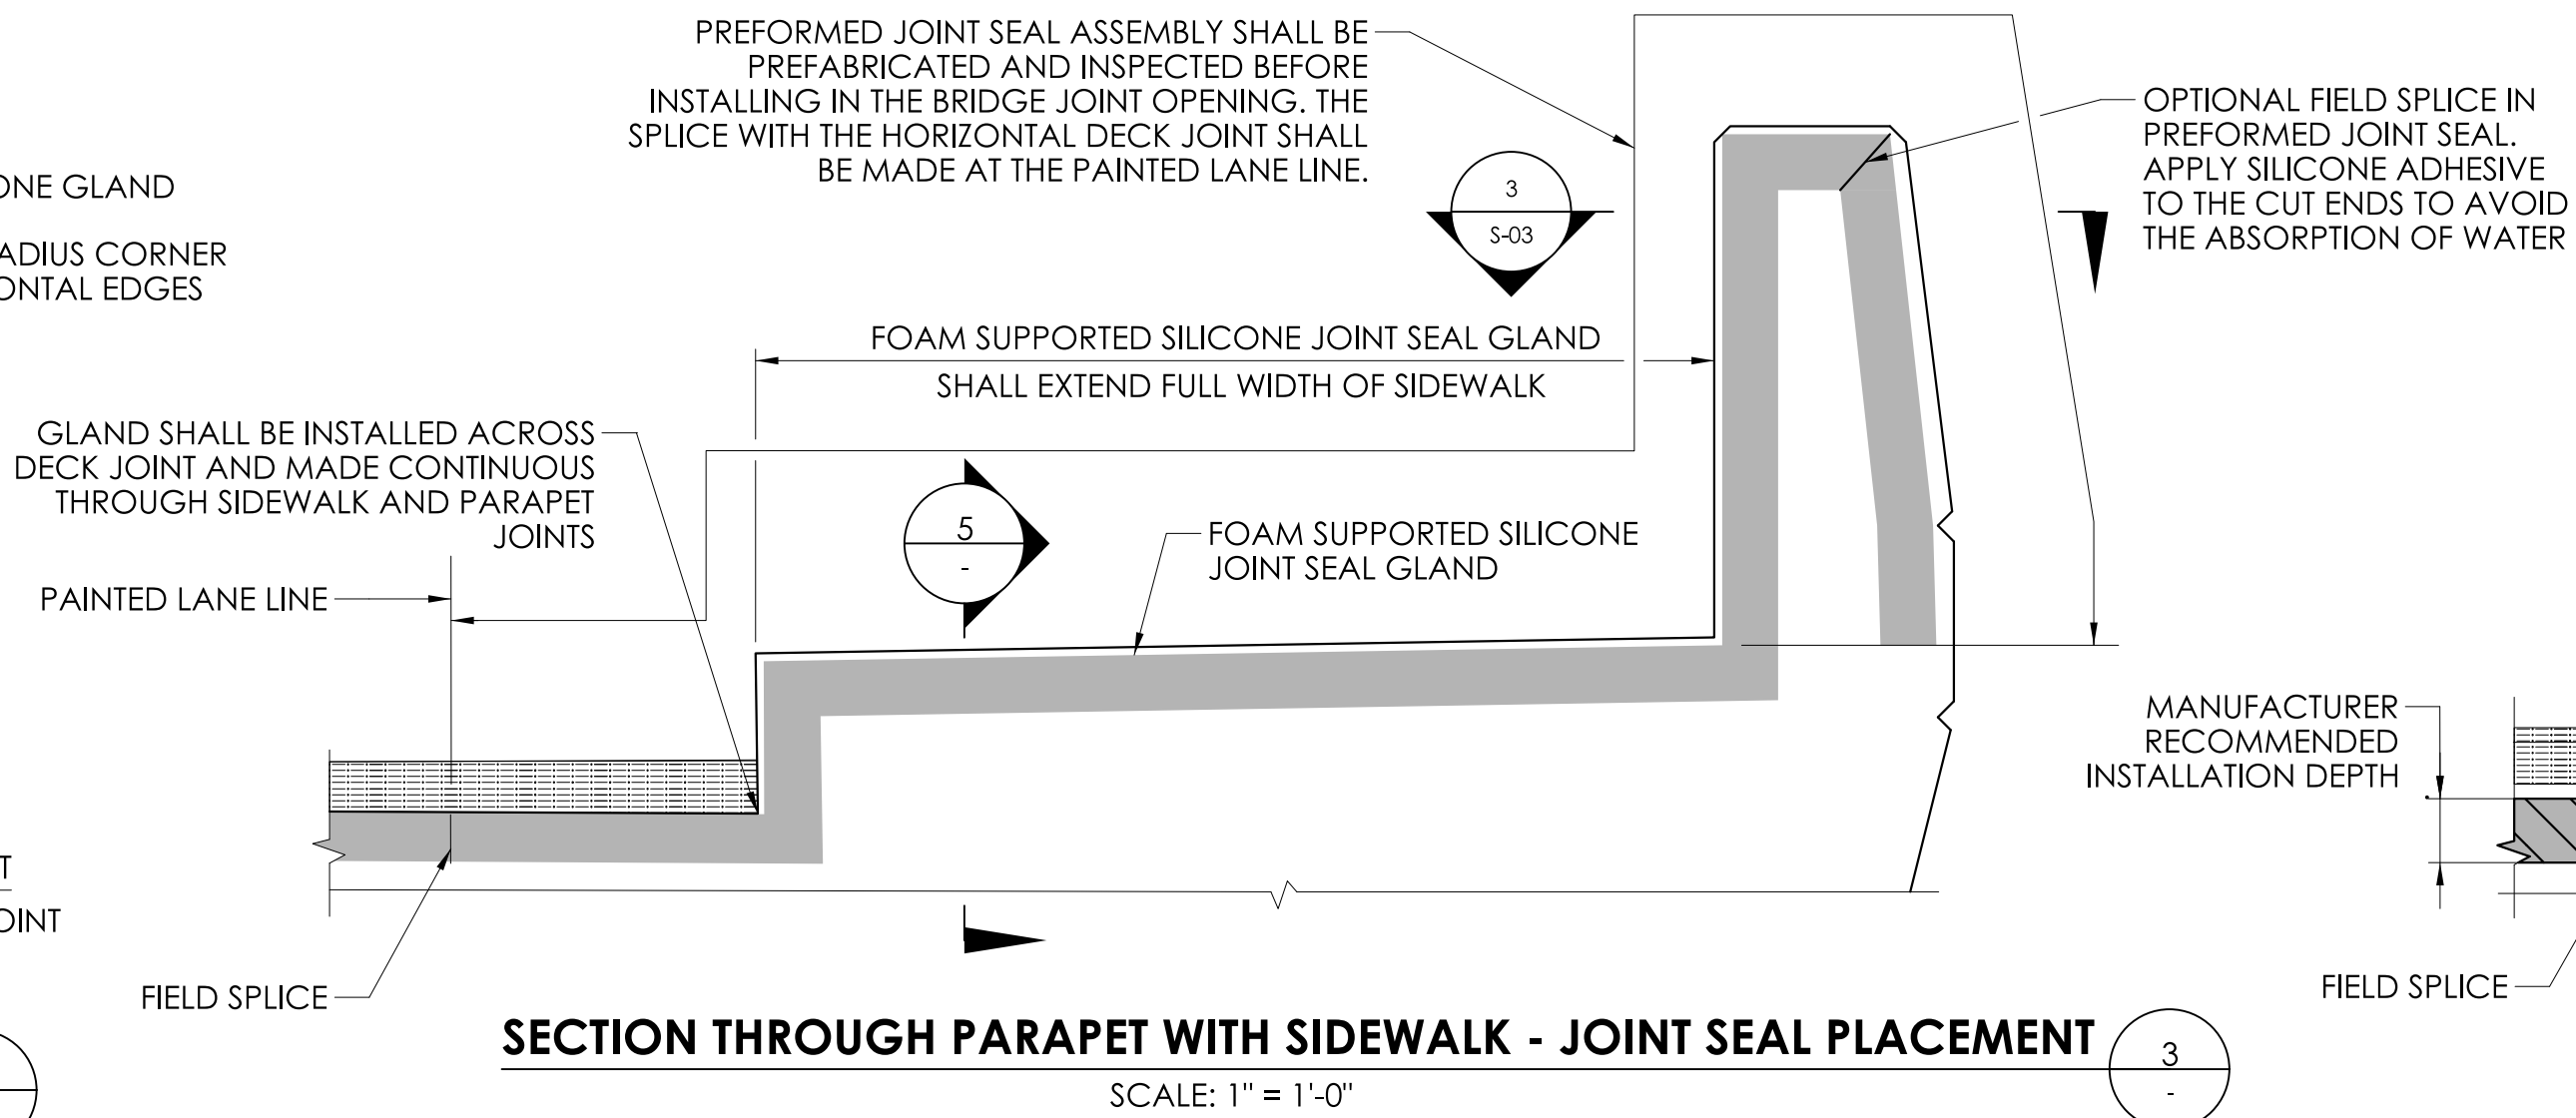 PREFORMED JOINT SEAL ASSEMBLY SHALL BE
PREFABRICATED AND INSPECTED BEFORE
INSTALLING IN THE BRIDGE JOINT OPENING. THE
SPLICE WITH THE HORIZONTAL DECK JOINT SHALL
BE MADE AT THE PAINTED LANE LINE.
OPTIONAL FIELD SPLICE IN
PREFORMED JOINT SEAL.
APPLY SILICONE ADHESIVE
TO THE CUT ENDS TO AVOID
THE ABSORPTION OF WATER
ONE GLAND
ADIUS CORNER
ONTAL EDGES
3
S-03
FOAM SUPPORTED SILICONE JOINT SEAL GLAND
SHALL EXTEND FULL WIDTH OF SIDEWALK
GLAND SHALL BE INSTALLED ACROSS
DECK JOINT AND MADE CONTINUOUS
THROUGH SIDEWALK AND PARAPET
JOINTS
5
-
FOAM SUPPORTED SILICONE
JOINT SEAL GLAND
PAINTED LANE LINE
MANUFACTURER
RECOMMENDED
INSTALLATION DEPTH
T
OINT
FIELD SPLICE
FIELD SPLICE
SECTION THROUGH PARAPET WITH SIDEWALK - JOINT SEAL PLACEMENT
3
-
SCALE: 1" = 1'-0"